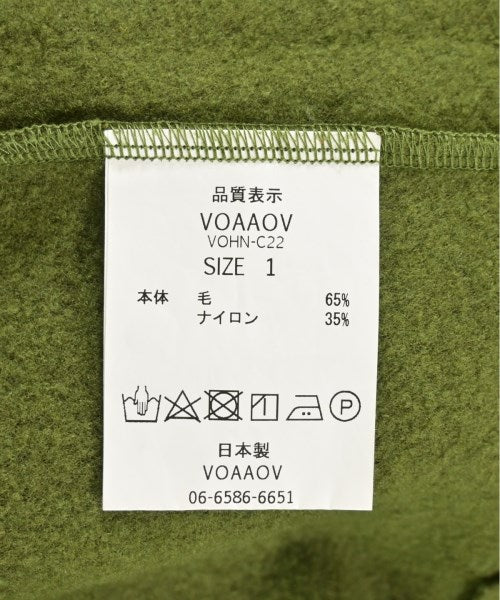 品質表示
VOAAOV
VOHN-C22
SIZE 1
本体 毛 65%
ナイロン 35%
P
日本製
VOAAOV
06-6586-6651